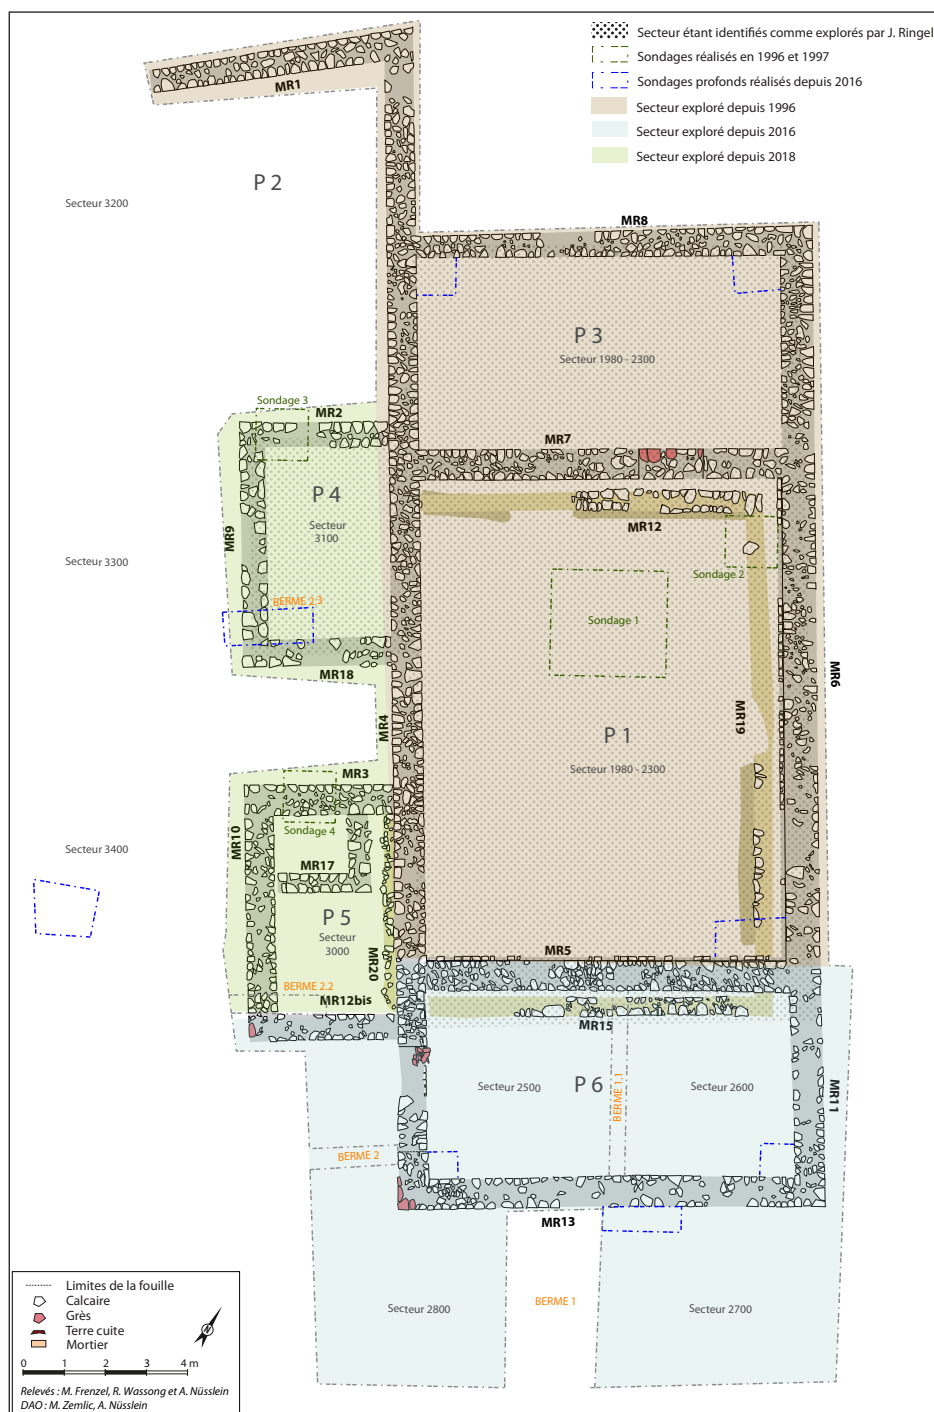 Secteur étant identifiés comme explorés par J. Ringel
Sondages réalisés en 1996 et 1997
Sondages profonds réalisés depuis 2016
Secteur exploré depuis 1996
Secteur exploré depuis 2016
Secteur exploré depuis 2018
MR1
P 2
Secteur 3200
MR8
P 3
Secteur 1980 - 2300
Sondage 3
MR2
MR7
P 4
Secteur
3100
MR9
MR12
Secteur 3300
Sondage 2
BERME 2.3
Sondage 1
MR18
MR6
MR4
MR19
P 1
Secteur 1980 - 2300
MR3
Sondage 4
MR10
Secteur 3400
MR17
P 5
Secteur
3000
MR20
MR5
BERME 2.2
MR12bis
MR15
Secteur 2500
P 6
Secteur 2600
BERME 1.1
MR11
BERME 2
MR13
BERME 1
Secteur 2800
Secteur 2700
Limites de la fouille
Calcaire
Grès
Terre cuite
Mortier
0 1 2 3 4 m
Relevés : M. Frenzel, R. Wassong et A. Nüsslein
DAO : M. Zemlic, A. Nüsslein